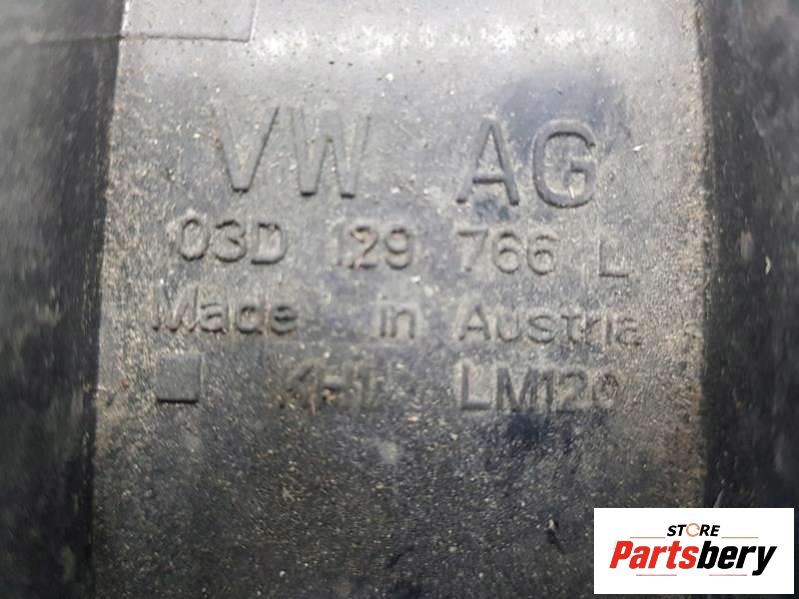 VW AG
03D 129 766 L
Made in Austria
LM120
STORE
Partsbery